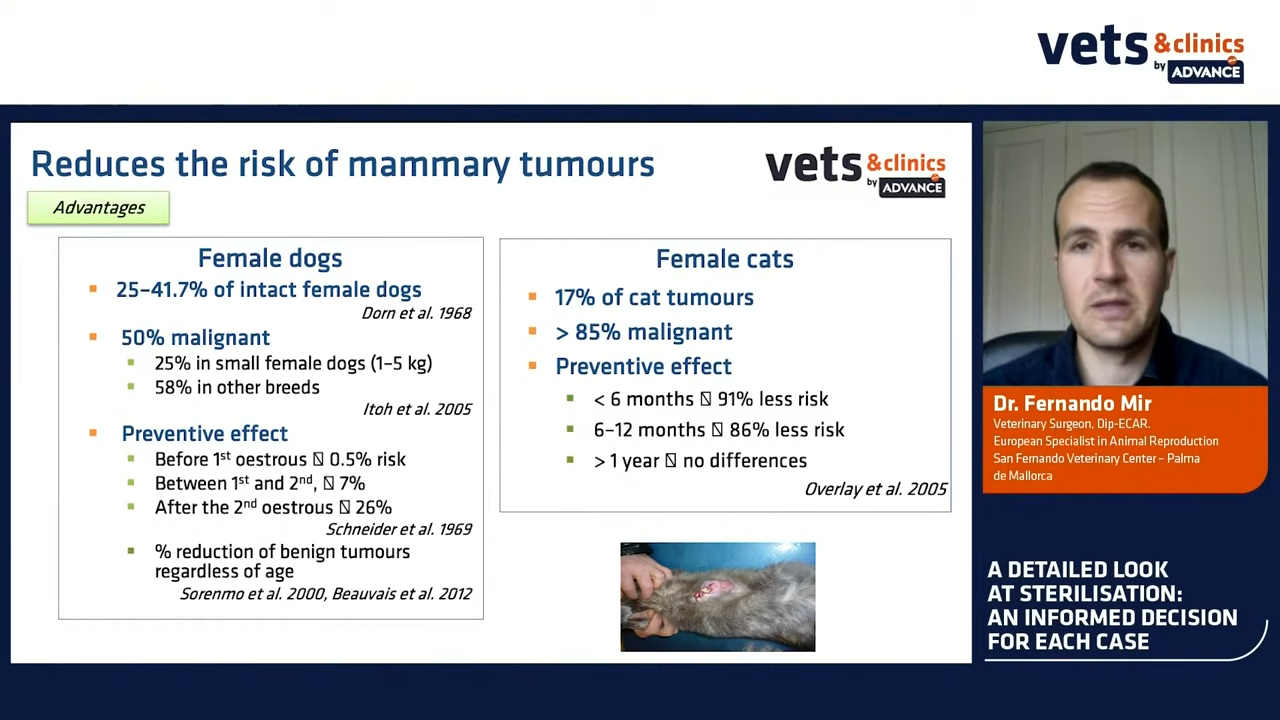 vets &clinics
by ADVANCE
Reduces the risk of mammary tumours
vets &clinics
by ADVANCE
Advantages
Female dogs
25–41.7% of intact female dogs
Dorn et al. 1968
50% malignant
25% in small female dogs (1–5 kg)
58% in other breeds
Itoh et al. 2005
Preventive effect
Before 1st oestrous 0.5% risk
Between 1st and 2nd, 7%
After the 2nd oestrous 26%
Schneider et al. 1969
% reduction of benign tumours
regardless of age
Sorenmo et al. 2000, Beauvais et al. 2012
Female cats
17% of cat tumours
> 85% malignant
Preventive effect
< 6 months 91% less risk
6–12 months 86% less risk
> 1 year no differences
Overlay et al. 2005
Dr. Fernando Mir
Veterinary Surgeon, Dip-ECAR.
European Specialist in Animal Reproduction
San Fernando Veterinary Center – Palma
de Mallorca
A DETAILED LOOK
AT STERILISATION:
AN INFORMED DECISION
FOR EACH CASE